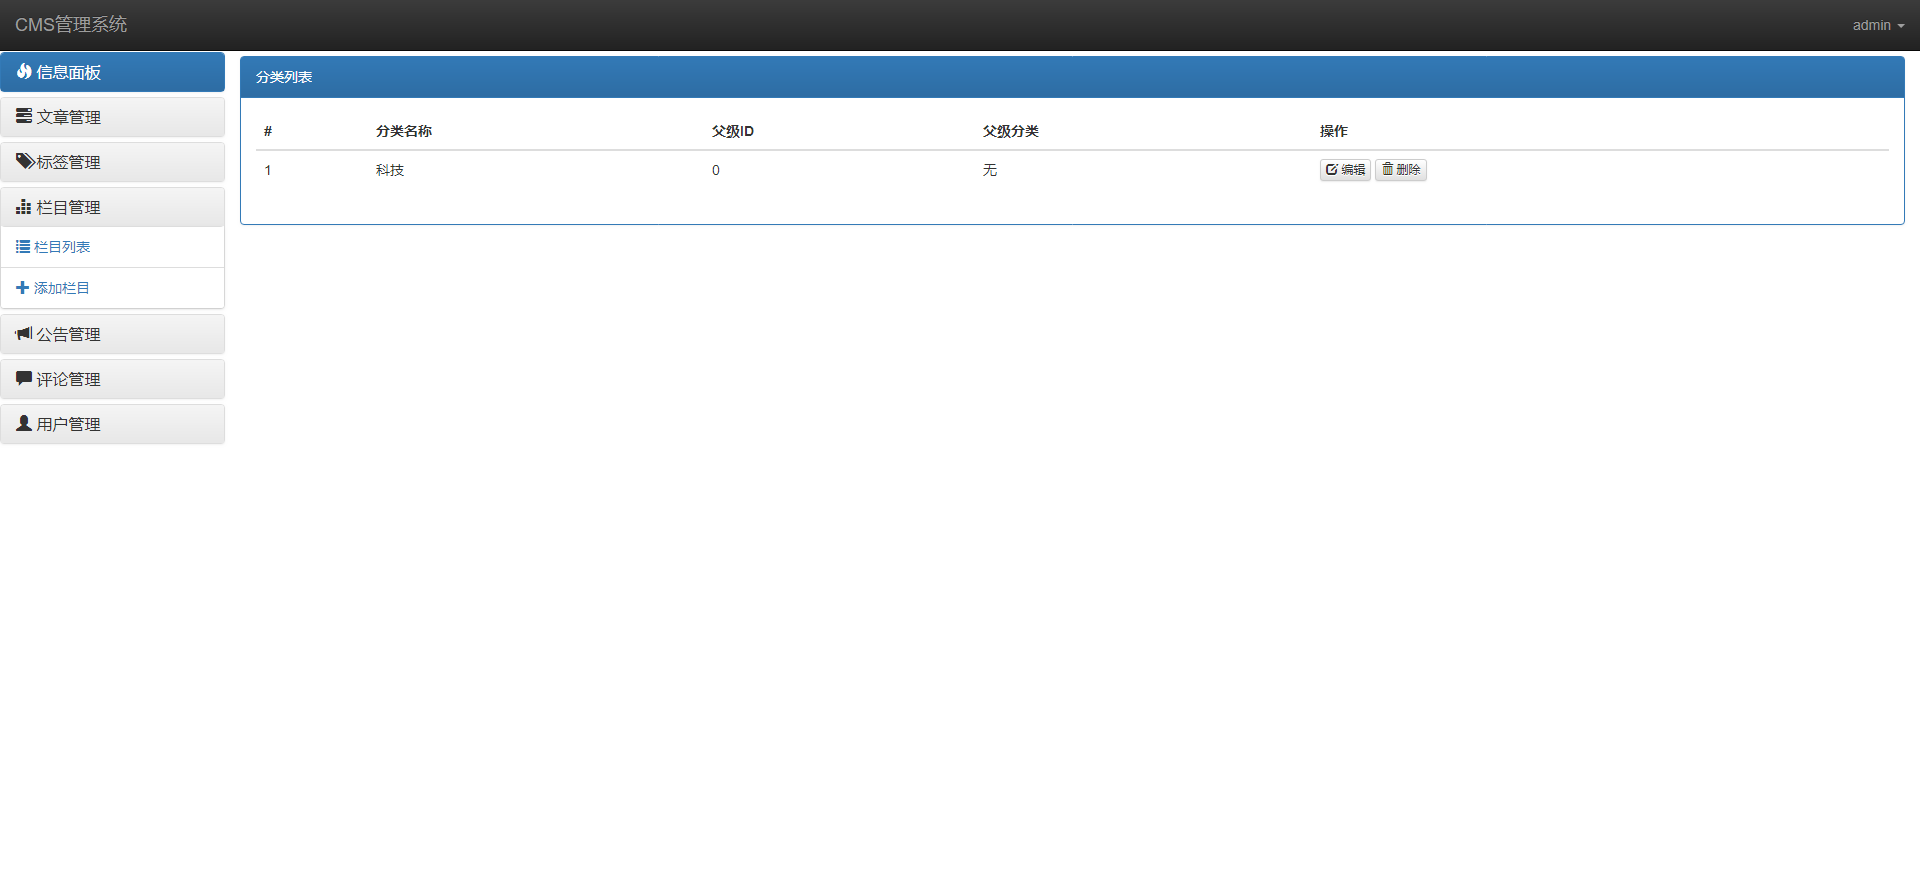 CMS管理系统
admin
信息面板
文章管理
标签管理
栏目管理
栏目列表
添加栏目
公告管理
评论管理
用户管理
分类列表
# 分类名称 父级ID 父级分类 操作
1 科技 0 无 编辑 删除